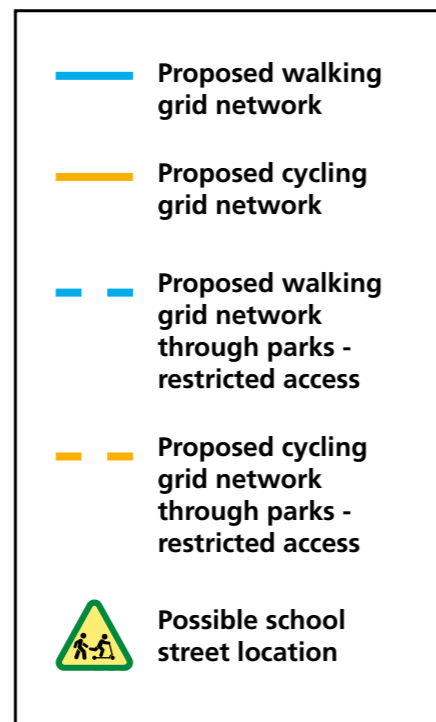 Proposed walking
grid network
Proposed cycling
grid network
Proposed walking
grid network
through parks -
restricted access
Proposed cycling
grid network
through parks -
restricted access
Possible school
street location